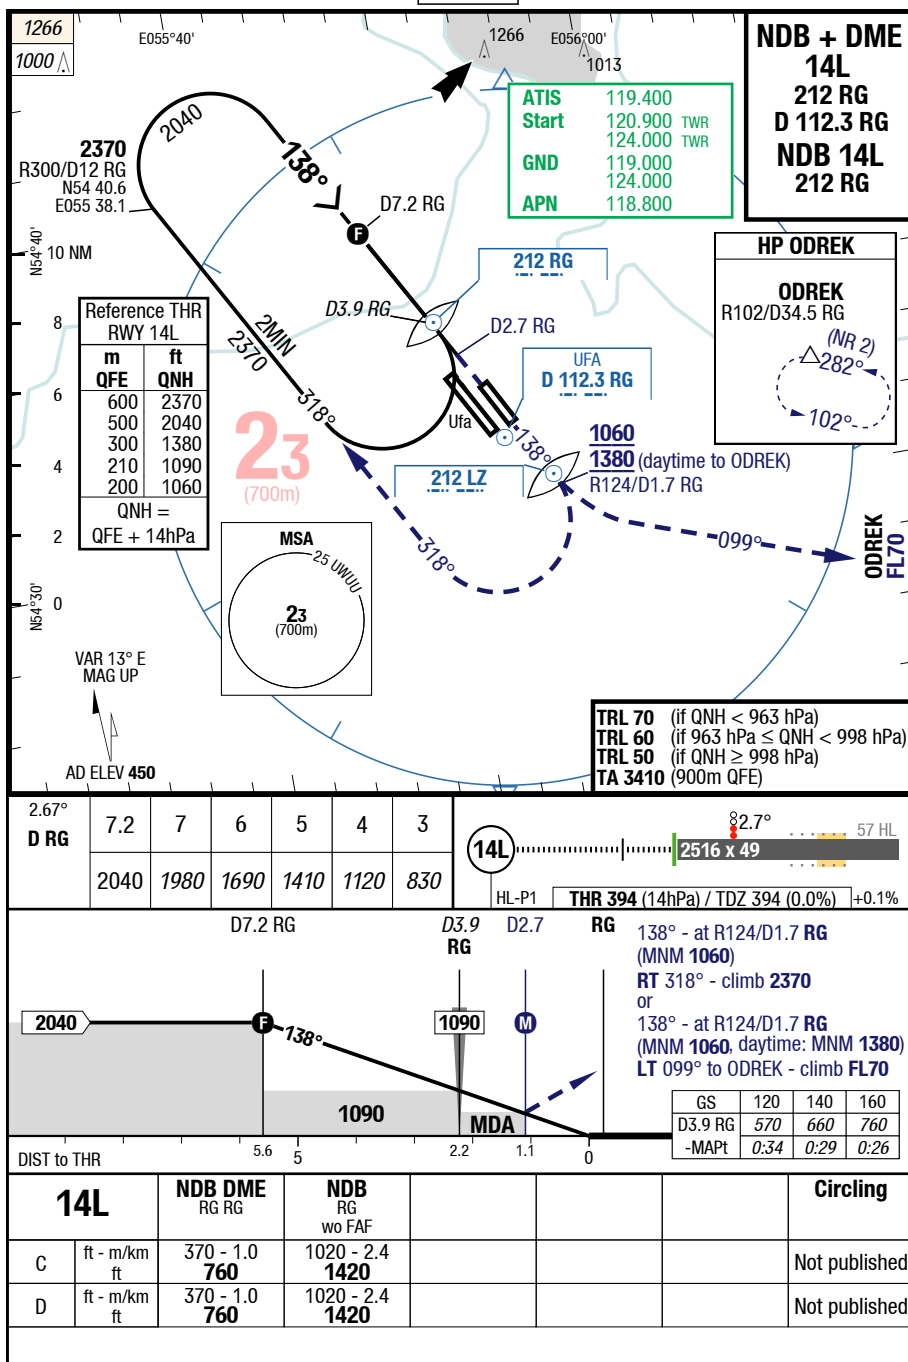 1266
1000
E055°40'
1266
E056°00'
1013
NDB + DME
14L
212 RG
D 112.3 RG
NDB 14L
212 RG
ATIS 119.400
Start 120.900 TWR
124.000 TWR
GND 119.000
124.000
APN 118.800
2040
2370
R300/D12 RG
N54 40.6
E055 38.1
138°
D7.2 RG
F
N54°40'
10 NM
8
6
4
2
0
N54°30'
212 RG
D3.9 RG
D2.7 RG
HP ODREK
ODREK
R102/D34.5 RG
(NR 2)
282°
102°
Reference THR
RWY 14L
m ft
QFE QNH
600 2370
500 2040
300 1380
210 1090
200 1060
QNH =
QFE + 14hPa
2MIN
2370
318°
UFA
D 112.3 RG
Ufa
23
(700m)
138°
1060
1380 (daytime to ODREK)
R124/D1.7 RG
212 LZ
318°
099°
ODREK
FL70
MSA
25 UWUU
23
(700m)
VAR 13° E
MAG UP
AD ELEV 450
TRL 70 (if QNH < 963 hPa)
TRL 60 (if 963 hPa ≤ QNH < 998 hPa)
TRL 50 (if QNH ≥ 998 hPa)
TA 3410 (900m QFE)
2.67°
D RG 7.2 7 6 5 4 3
2040 1980 1690 1410 1120 830
14L
2.7°
57 HL
2516 x 49
HL-P1
THR 394 (14hPa) / TDZ 394 (0.0%)
+0.1%
D7.2 RG D3.9 D2.7 RG
RG
138° - at R124/D1.7 RG
(MNM 1060)
RT 318° - climb 2370
or
138° - at R124/D1.7 RG
(MNM 1060, daytime: MNM 1380)
LT 099° to ODREK - climb FL70
2040
F
138°
1090
M
1090
MDA
GS 120 140 160
D3.9 RG 570 660 760
-MAPt 0:34 0:29 0:26
DIST to THR 5.6 5 2.2 1.1 0
14L NDB DME NDB Circling
RG RG RG
wo FAF
C ft - m/km 370 - 1.0 1020 - 2.4 Not published
ft 760 1420
D ft - m/km 370 - 1.0 1020 - 2.4 Not published
ft 760 1420